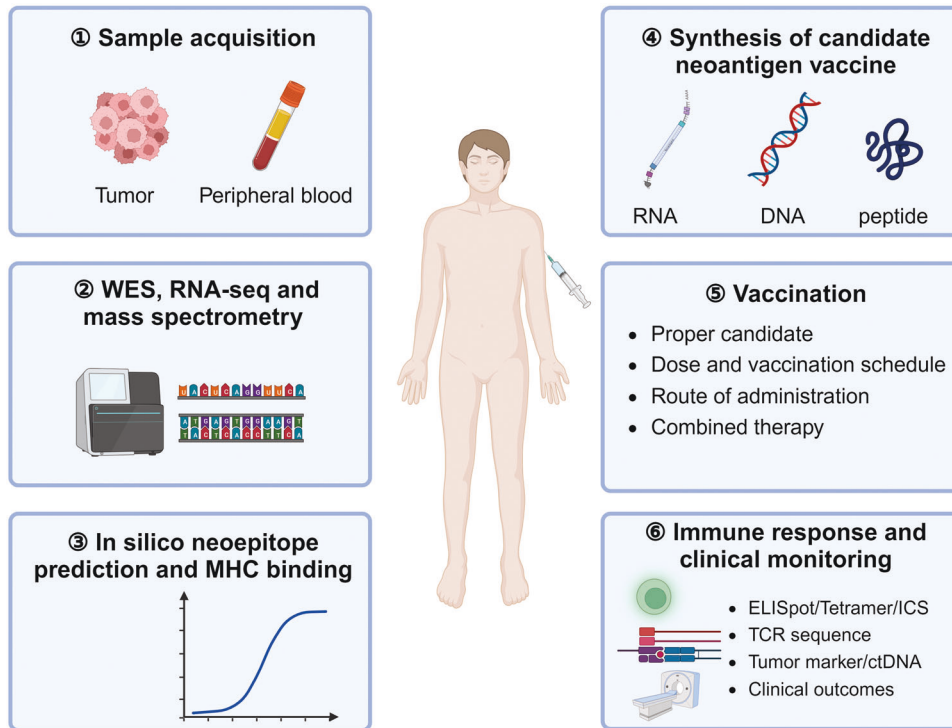 ① Sample acquisition
Tumor
Peripheral blood
② WES, RNA-seq and
mass spectrometry
U A C U C A G G U U C A
A T G A G T G G A A G T
T A C T C A C C T T C A
③ In silico neoepitope
prediction and MHC binding
④ Synthesis of candidate
neoantigen vaccine
RNA
DNA
peptide
⑤ Vaccination
• Proper candidate
• Dose and vaccination schedule
• Route of administration
• Combined therapy
⑥ Immune response and
clinical monitoring
• ELISpot/Tetramer/ICS
• TCR sequence
• Tumor marker/ctDNA
• Clinical outcomes